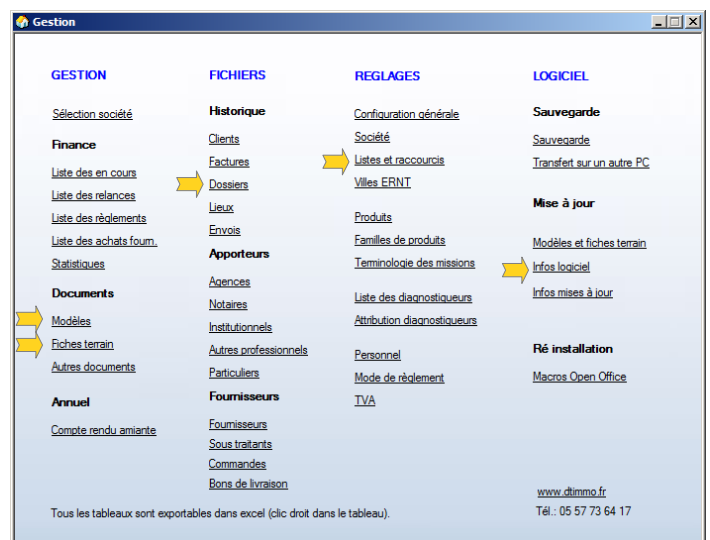 Gestion
GESTION
Sélection société
Finance
Liste des en cours
Liste des relances
Liste des règlements
Liste des achats fourn.
Statistiques
Documents
Modèles
Fiches terrain
Autres documents
Annuel
Compte rendu amiante
FICHIERS
Historique
Clients
Factures
Dossiers
Lieux
Envois
Apporteurs
Agences
Notaires
Institutionnels
Autres professionnels
Particuliers
Fournisseurs
Fournisseurs
Sous traitants
Commandes
Bons de livraison
REGLAGES
Configuration générale
Société
Listes et raccourcis
Villes ERNT
Produits
Familles de produits
Terminologie des missions
Liste des diagnostiqueurs
Attribution diagnostiqueurs
Personnel
Mode de règlement
TVA
LOGICIEL
Sauvegarde
Sauvegarde
Transfert sur un autre PC
Mise à jour
Modèles et fiches terrain
Infos logiciel
Infos mises à jour
Ré installation
Macros Open Office
www.dtimmo.fr
Tél.: 05 57 73 64 17
Tous les tableaux sont exportables dans excel (clic droit dans le tableau).